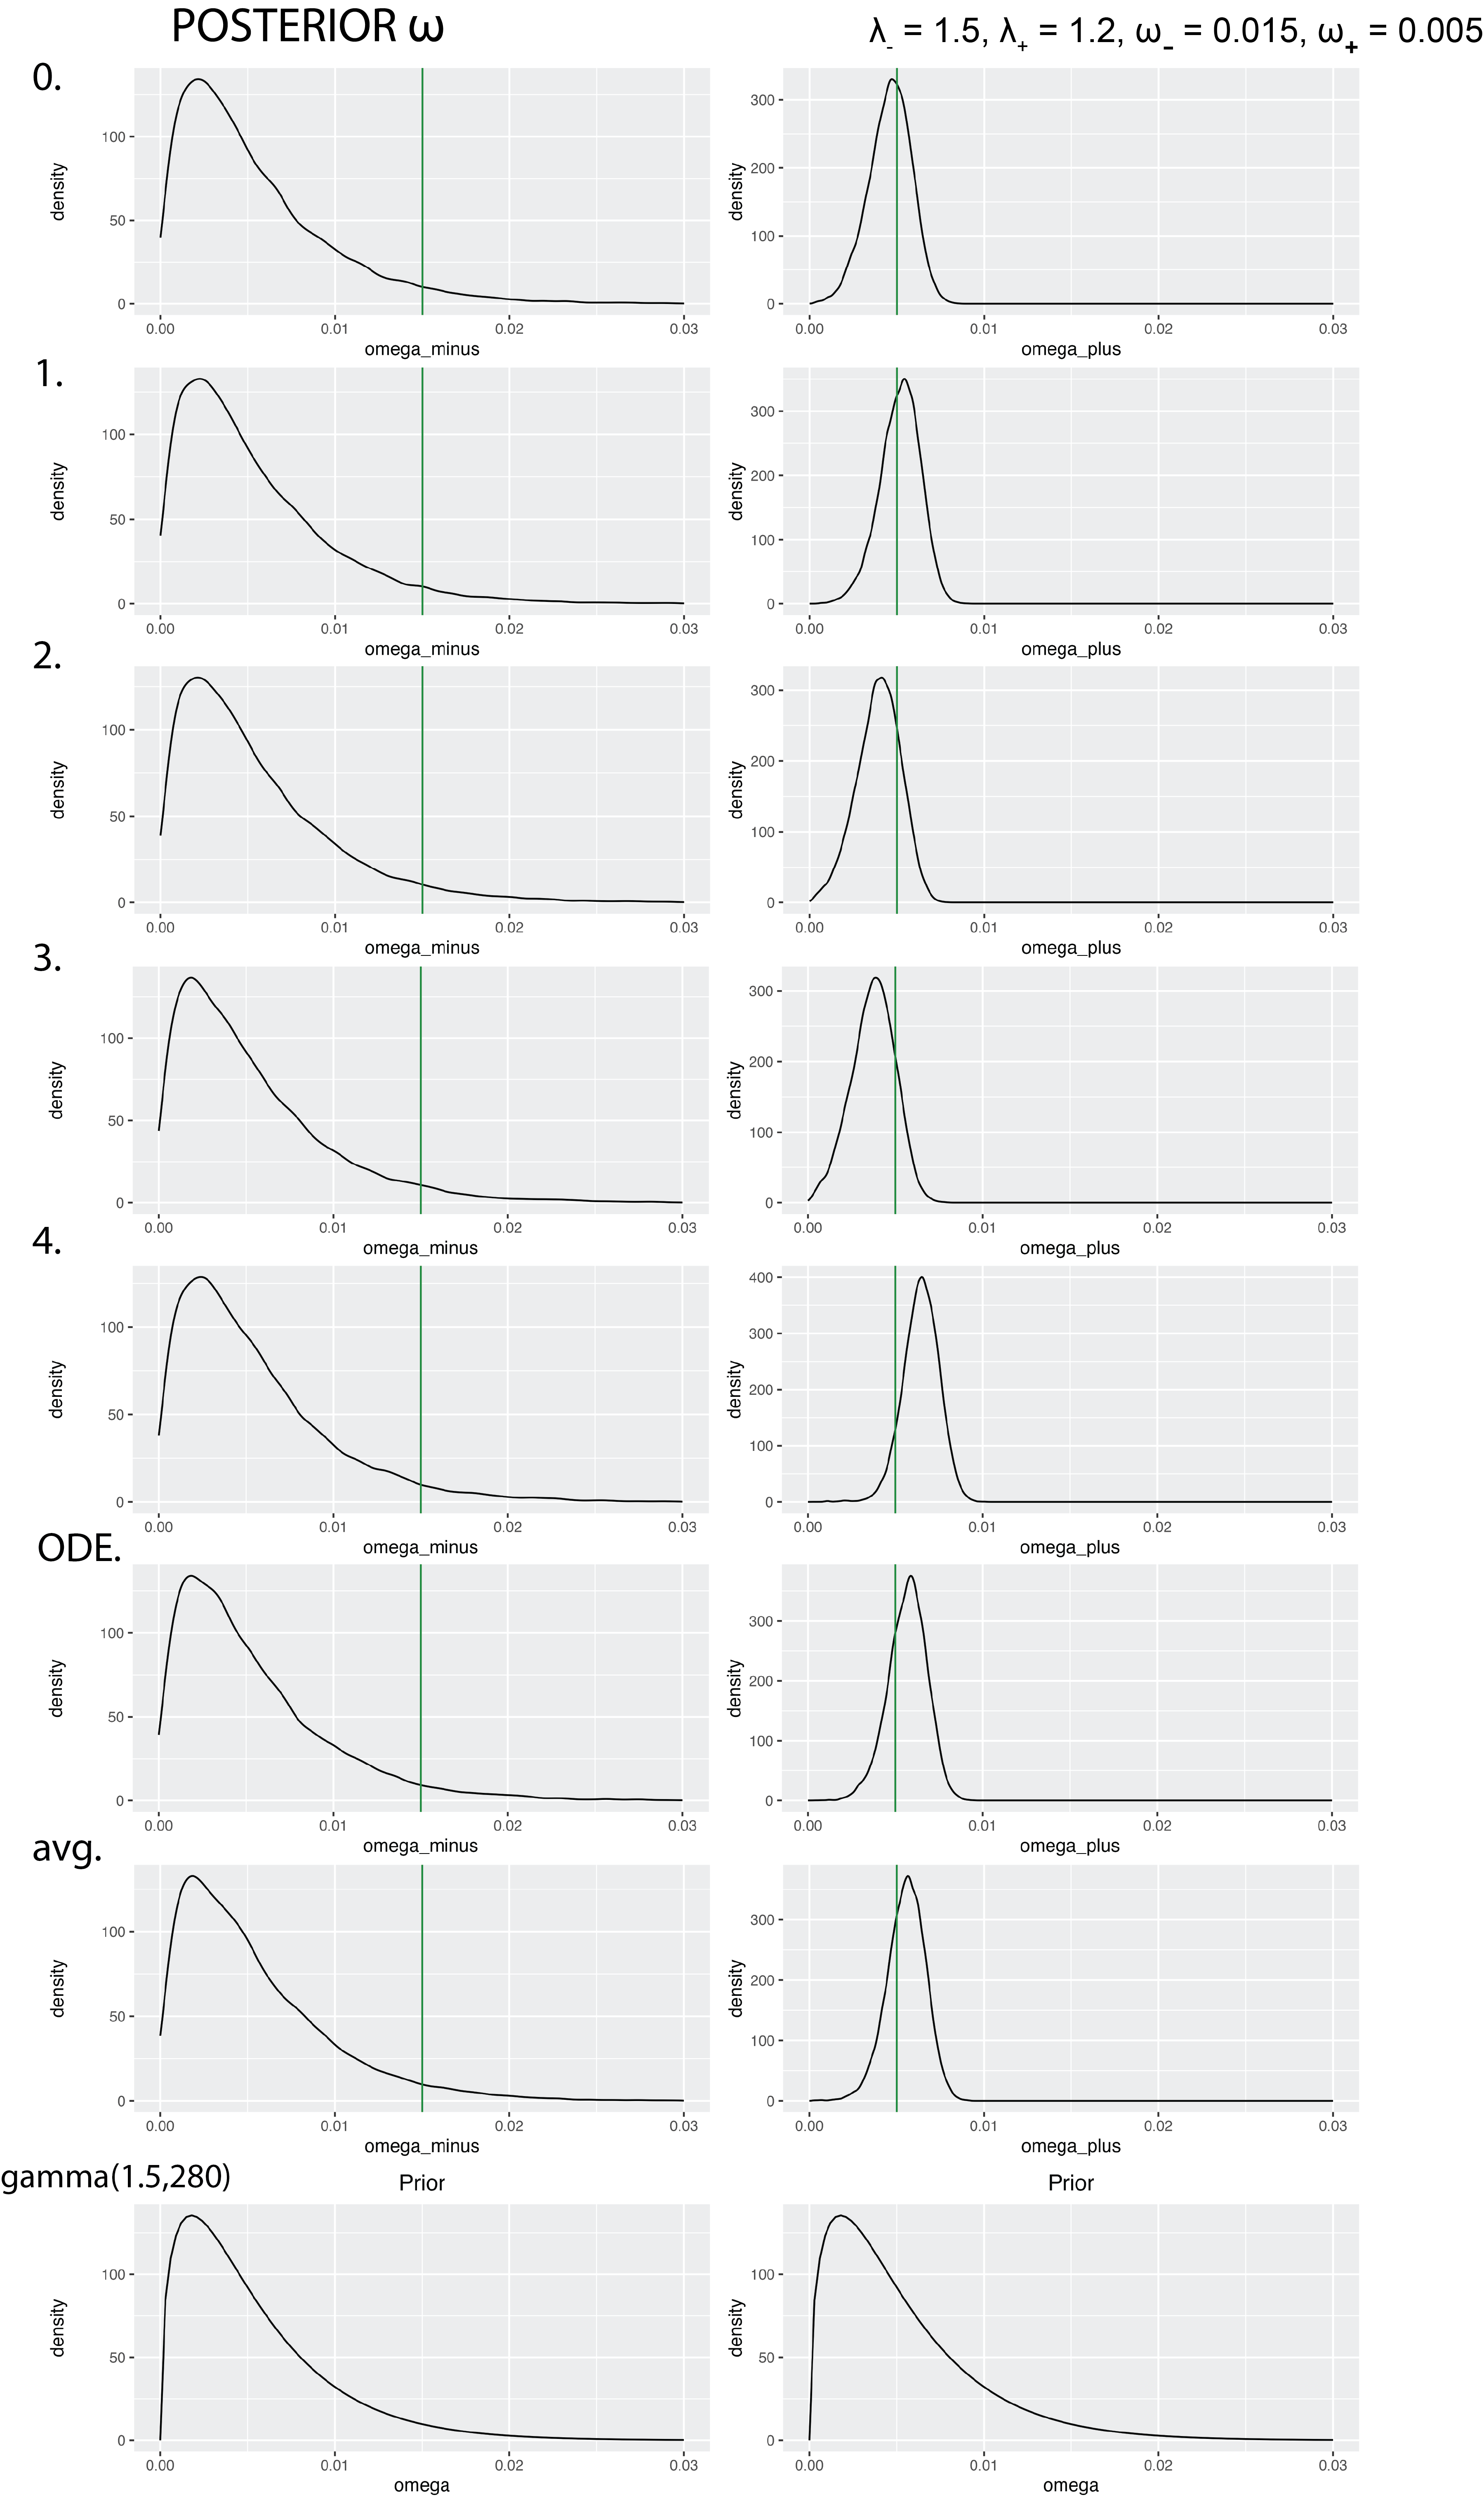 POSTERIOR ω
λ- = 1.5, λ+ = 1.2, ω- = 0.015, ω+ = 0.005
0.
density
100
50
0
0.00 0.01 0.02 0.03
omega_minus
density
300
200
100
0
0.00 0.01 0.02 0.03
omega_plus
1.
density
100
50
0
0.00 0.01 0.02 0.03
omega_minus
density
300
200
100
0
0.00 0.01 0.02 0.03
omega_plus
2.
density
100
50
0
0.00 0.01 0.02 0.03
omega_minus
density
300
200
100
0
0.00 0.01 0.02 0.03
omega_plus
3.
density
100
50
0
0.00 0.01 0.02 0.03
omega_minus
density
300
200
100
0
0.00 0.01 0.02 0.03
omega_plus
4.
density
100
50
0
0.00 0.01 0.02 0.03
omega_minus
density
400
300
200
100
0
0.00 0.01 0.02 0.03
omega_plus
ODE.
density
100
50
0
0.00 0.01 0.02 0.03
omega_minus
density
300
200
100
0
0.00 0.01 0.02 0.03
omega_plus
avg.
density
100
50
0
0.00 0.01 0.02 0.03
omega_minus
density
300
200
100
0
0.00 0.01 0.02 0.03
omega_plus
gamma(1.5,280)
Prior
density
100
50
0
0.00 0.01 0.02 0.03
omega
Prior
density
100
50
0
0.00 0.01 0.02 0.03
omega